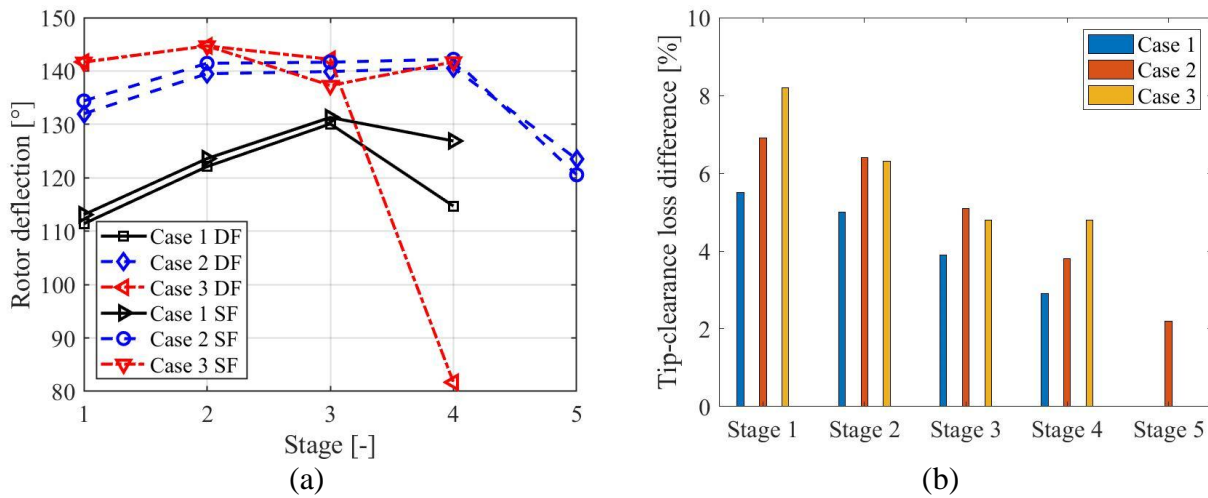 150
140
130
120
110
100
90
80
Rotor deflection [°]
Case 1 DF
Case 2 DF
Case 3 DF
Case 1 SF
Case 2 SF
Case 3 SF
1 2 3 4 5
Stage [-]
(a)
10
8
6
4
2
0
Tip-clearance loss difference [%]
Case 1
Case 2
Case 3
Stage 1 Stage 2 Stage 3 Stage 4 Stage 5
(b)